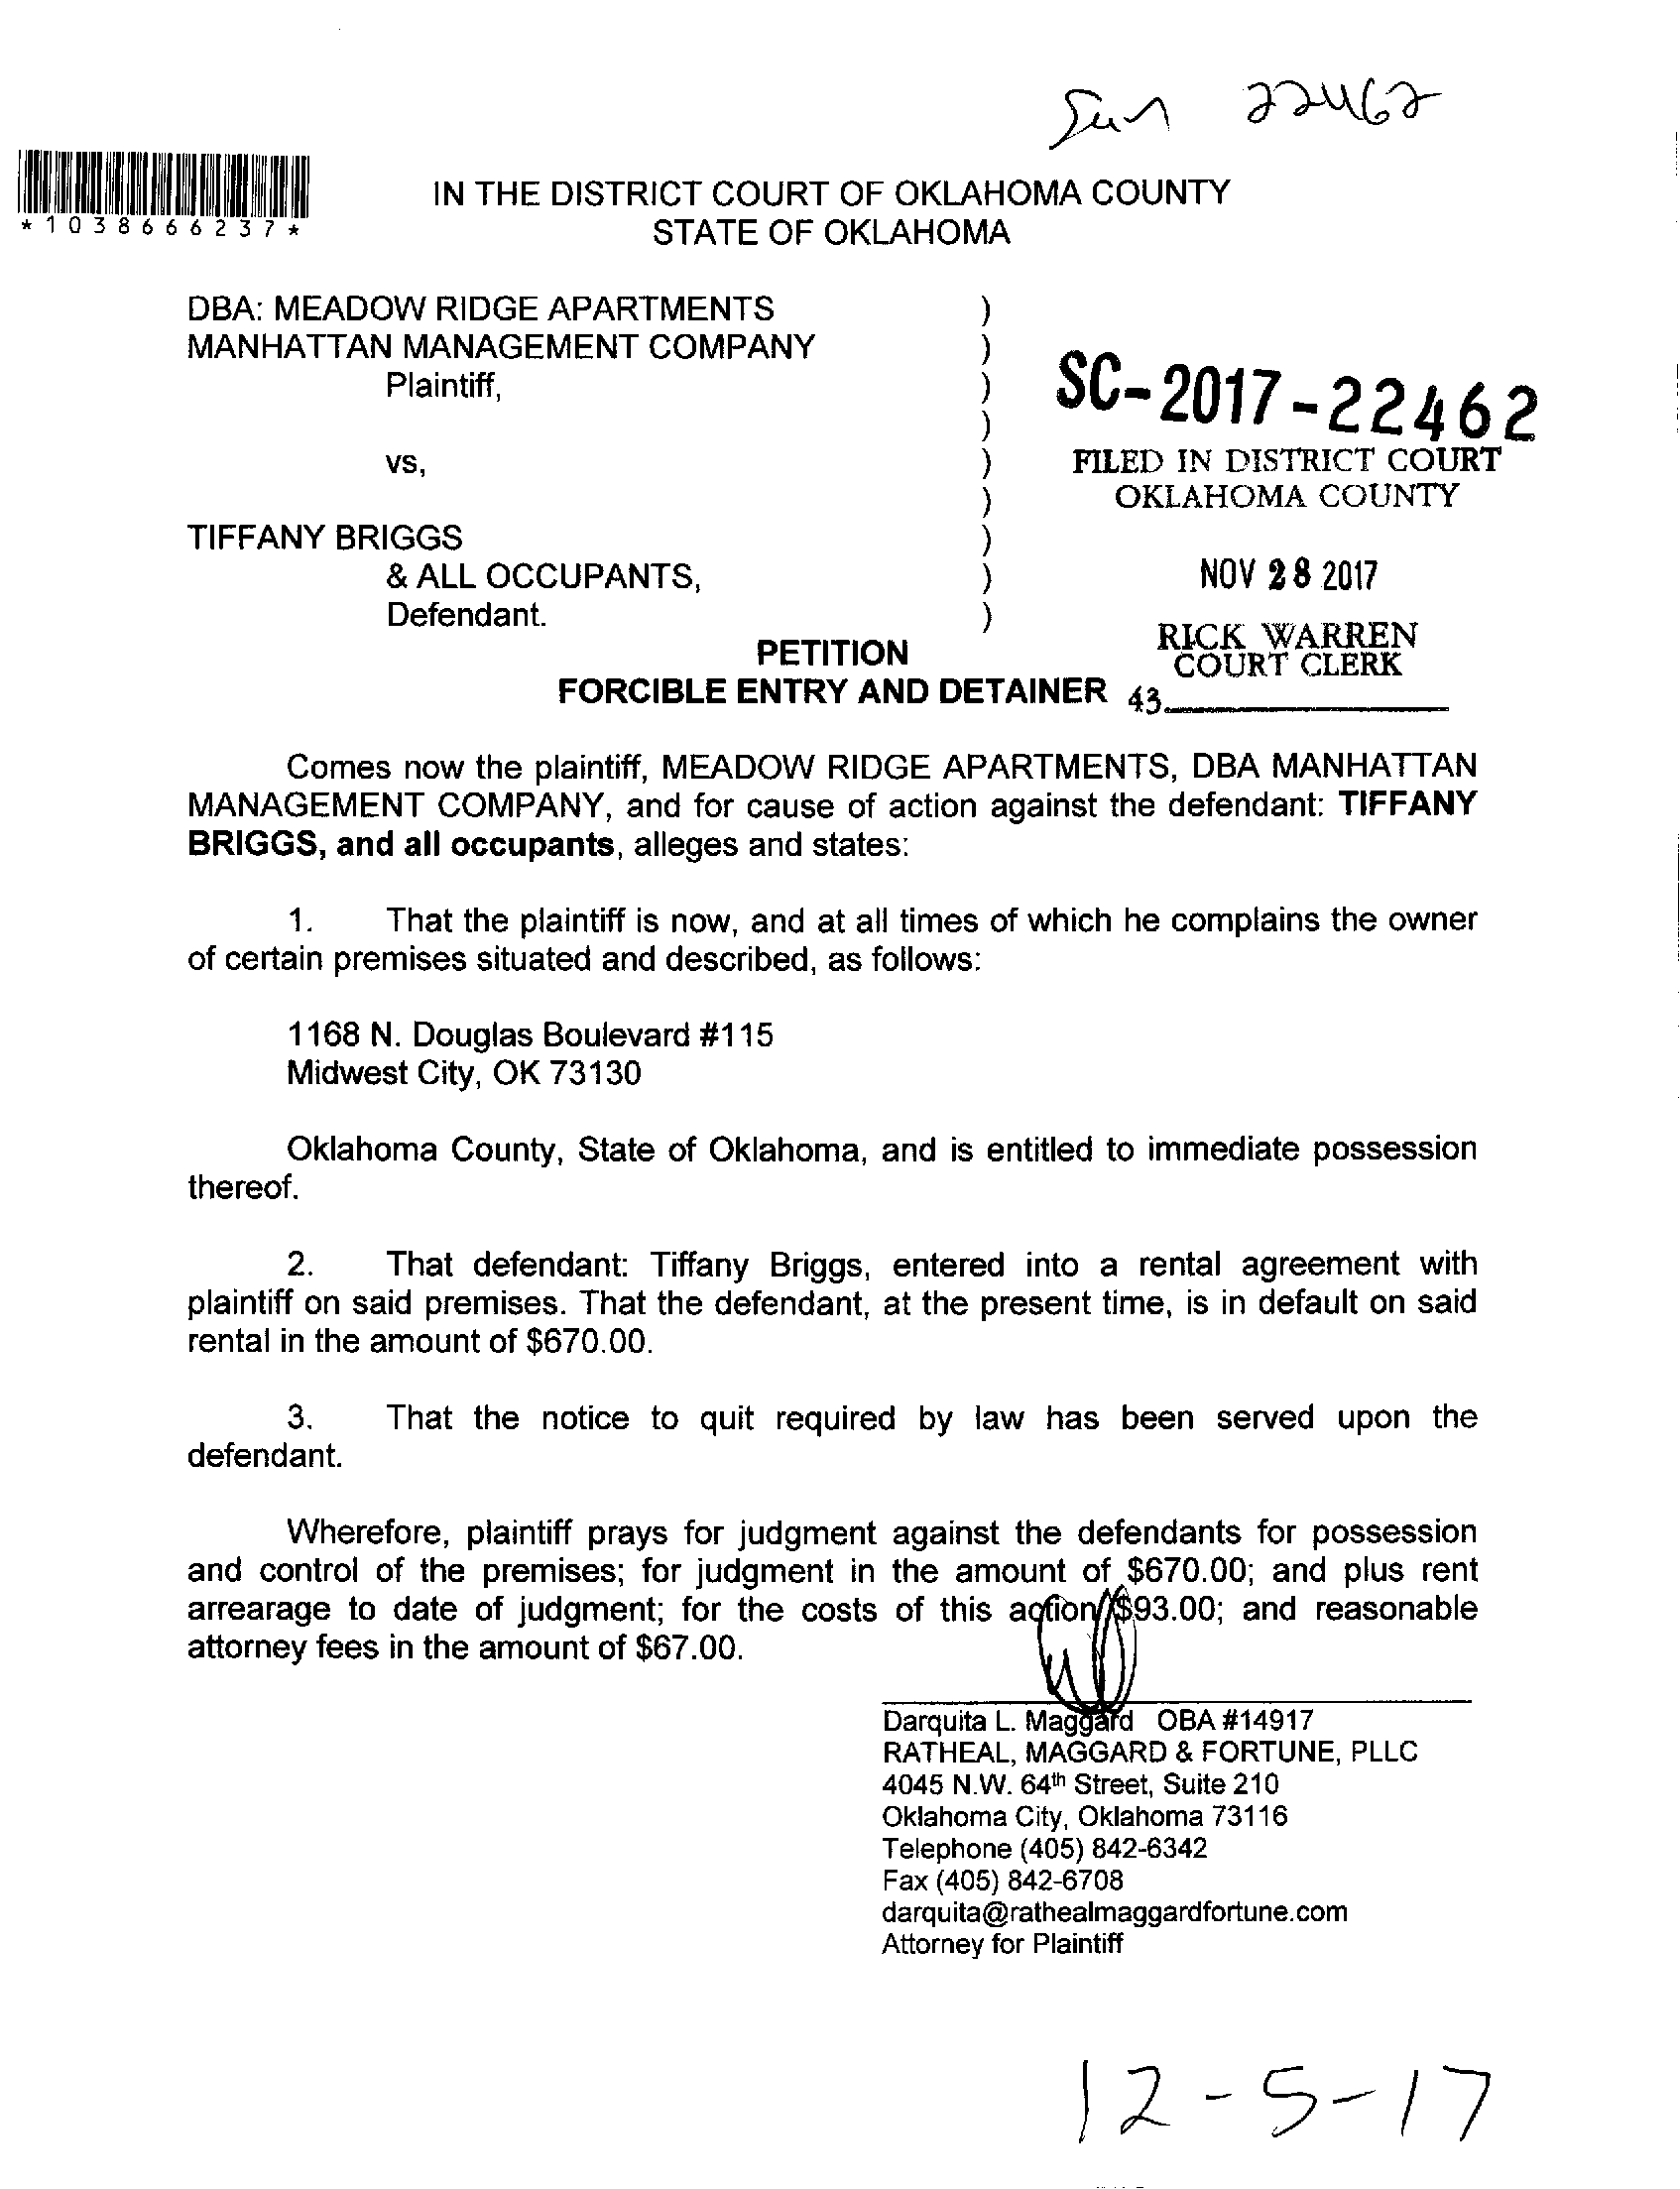 22462
*1038666237*
IN THE DISTRICT COURT OF OKLAHOMA COUNTY
STATE OF OKLAHOMA
DBA: MEADOW RIDGE APARTMENTS )
MANHATTAN MANAGEMENT COMPANY )
Plaintiff, )
)
vs, )
)
TIFFANY BRIGGS )
& ALL OCCUPANTS, )
Defendant. )
SC-2017-22462
FILED IN DISTRICT COURT
OKLAHOMA COUNTY
NOV 28 2017
RICK WARREN
COURT CLERK
43
PETITION
FORCIBLE ENTRY AND DETAINER
Comes now the plaintiff, MEADOW RIDGE APARTMENTS, DBA MANHATTAN
MANAGEMENT COMPANY, and for cause of action against the defendant: TIFFANY
BRIGGS, and all occupants, alleges and states:
1. That the plaintiff is now, and at all times of which he complains the owner
of certain premises situated and described, as follows:
1168 N. Douglas Boulevard #115
Midwest City, OK 73130
Oklahoma County, State of Oklahoma, and is entitled to immediate possession
thereof.
2. That defendant: Tiffany Briggs, entered into a rental agreement with
plaintiff on said premises. That the defendant, at the present time, is in default on said
rental in the amount of $670.00.
3. That the notice to quit required by law has been served upon the
defendant.
Wherefore, plaintiff prays for judgment against the defendants for possession
and control of the premises; for judgment in the amount of $670.00; and plus rent
arrearage to date of judgment; for the costs of this action $93.00; and reasonable
attorney fees in the amount of $67.00.
Darquita L. Maggard OBA #14917
RATHEAL, MAGGARD & FORTUNE, PLLC
4045 N.W. 64th Street, Suite 210
Oklahoma City, Oklahoma 73116
Telephone (405) 842-6342
Fax (405) 842-6708
darquita@rathealmaggardfortune.com
Attorney for Plaintiff
12-5-17